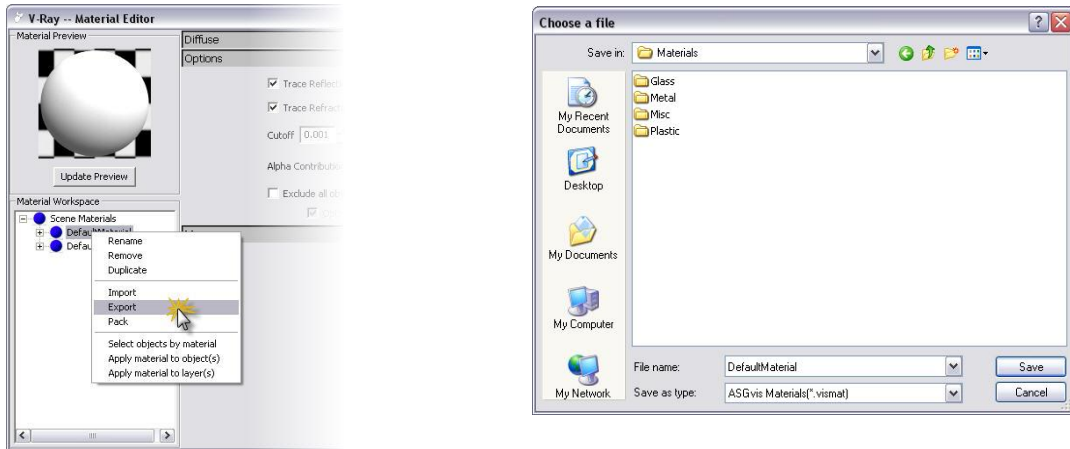 V-Ray -- Material Editor
Material Preview
Update Preview
Diffuse
Options
Trace Reflect
Trace Refract
Cutoff 0.001
Alpha Contribution
Exclude all
Material Workspace
Scene Materials
DefaultMaterial
Defau
Rename
Remove
Duplicate
Import
Export
Pack
Select objects by material
Apply material to object(s)
Apply material to layer(s)
Choose a file
Save in:
Materials
My Recent
Documents
Desktop
My Documents
My Computer
My Network
Glass
Metal
Misc
Plastic
File name:
DefaultMaterial
Save
Save as type:
ASGvis Materials(*.vismat)
Cancel